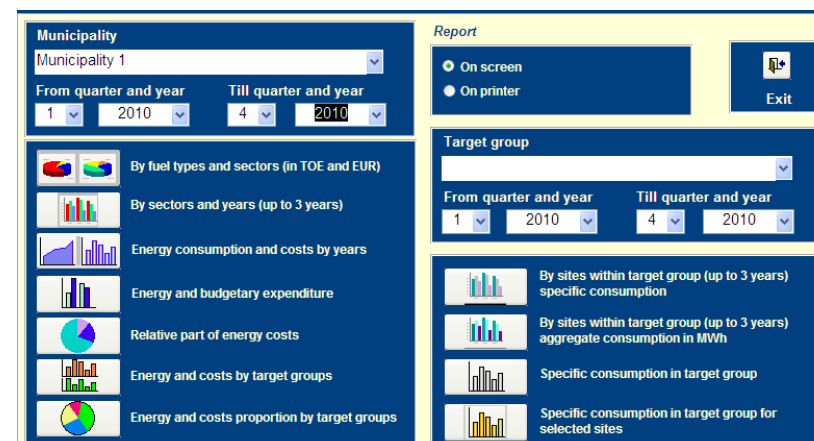 Municipality
Municipality 1
From quarter and year
Till quarter and year
1 2010 4 2010
By fuel types and sectors (in TOE and EUR)
By sectors and years (up to 3 years)
Energy consumption and costs by years
Energy and budgetary expenditure
Relative part of energy costs
Energy and costs by target groups
Energy and costs proportion by target groups
Report
On screen
On printer
Exit
Target group
From quarter and year
Till quarter and year
1 2010 4 2010
By sites within target group (up to 3 years)
specific consumption
By sites within target group (up to 3 years)
aggregate consumption in MWh
Specific consumption in target group
Specific consumption in target group for
selected sites